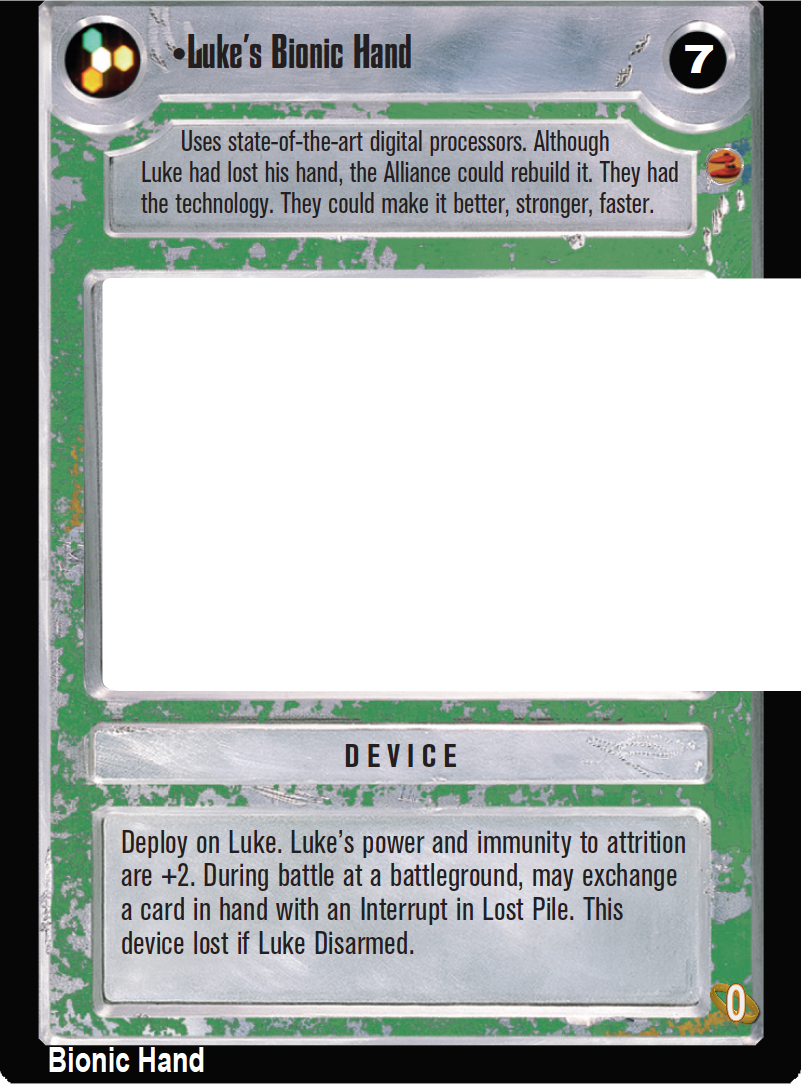 •Luke's Bionic Hand
7
Uses state-of-the-art digital processors. Although
Luke had lost his hand, the Alliance could rebuild it. They had
the technology. They could make it better, stronger, faster.
DEVICE
Deploy on Luke. Luke's power and immunity to attrition
are +2. During battle at a battleground, may exchange
a card in hand with an Interrupt in Lost Pile. This
device lost if Luke Disarmed.
0
Bionic Hand